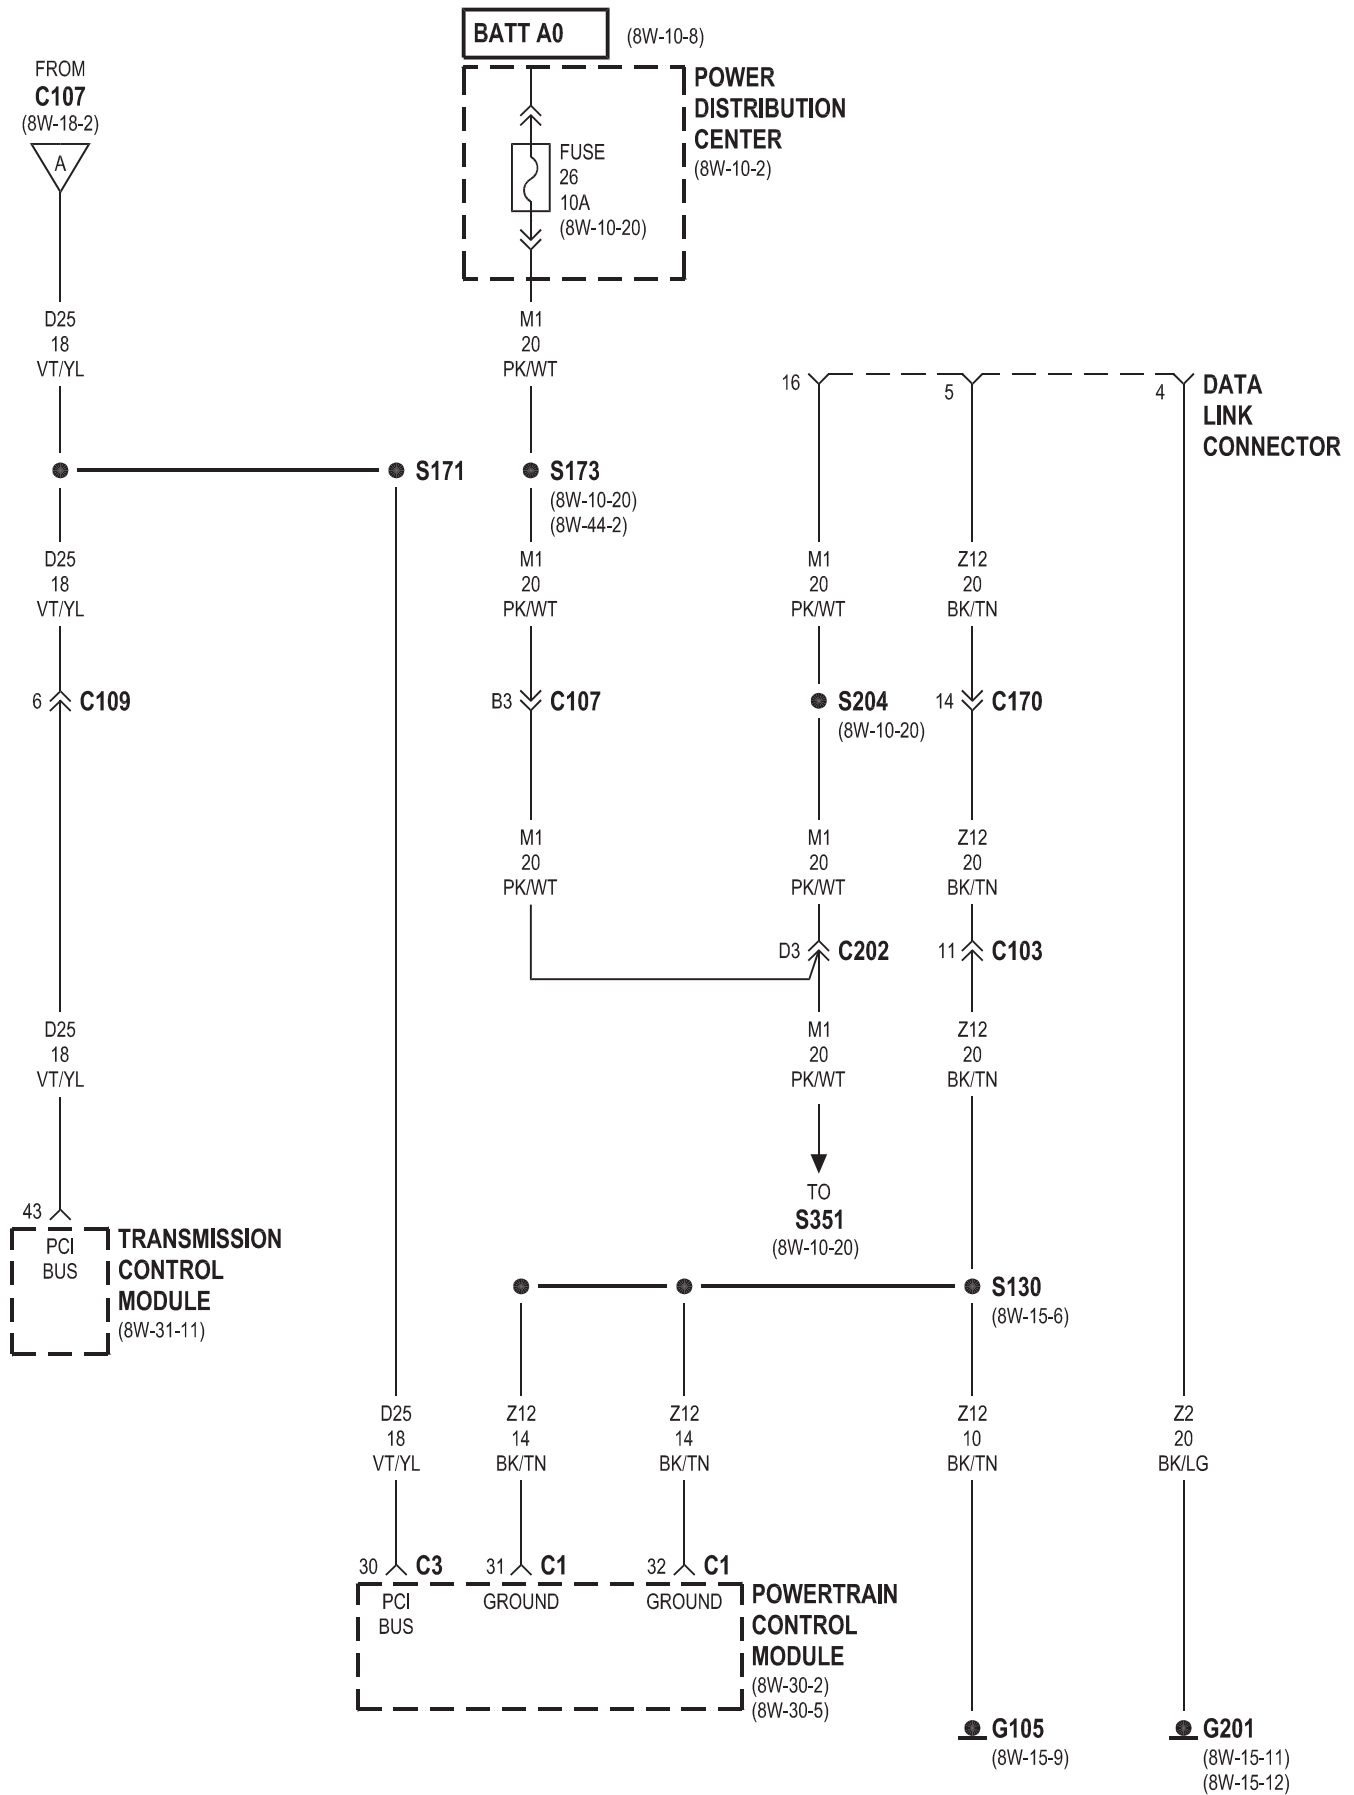 BATT A0
(8W-10-8)
FROM
C107
(8W-18-2)
A
POWER
DISTRIBUTION
CENTER
(8W-10-2)
FUSE
26
10A
(8W-10-20)
D25
18
VT/YL
M1
20
PK/WT
16
5
4
DATA
LINK
CONNECTOR
S171
S173
(8W-10-20)
(8W-44-2)
D25
18
VT/YL
M1
20
PK/WT
M1
20
PK/WT
Z12
20
BK/TN
6
C109
B3
C107
S204
(8W-10-20)
14
C170
M1
20
PK/WT
M1
20
PK/WT
Z12
20
BK/TN
D3
C202
11
C103
D25
18
VT/YL
M1
20
PK/WT
Z12
20
BK/TN
TO
S351
(8W-10-20)
43
PCI
BUS
TRANSMISSION
CONTROL
MODULE
(8W-31-11)
S130
(8W-15-6)
D25
18
VT/YL
Z12
14
BK/TN
Z12
14
BK/TN
Z12
10
BK/TN
Z2
20
BK/LG
30
C3
31
C1
32
C1
PCI
BUS
GROUND
GROUND
POWERTRAIN
CONTROL
MODULE
(8W-30-2)
(8W-30-5)
G105
(8W-15-9)
G201
(8W-15-11)
(8W-15-12)